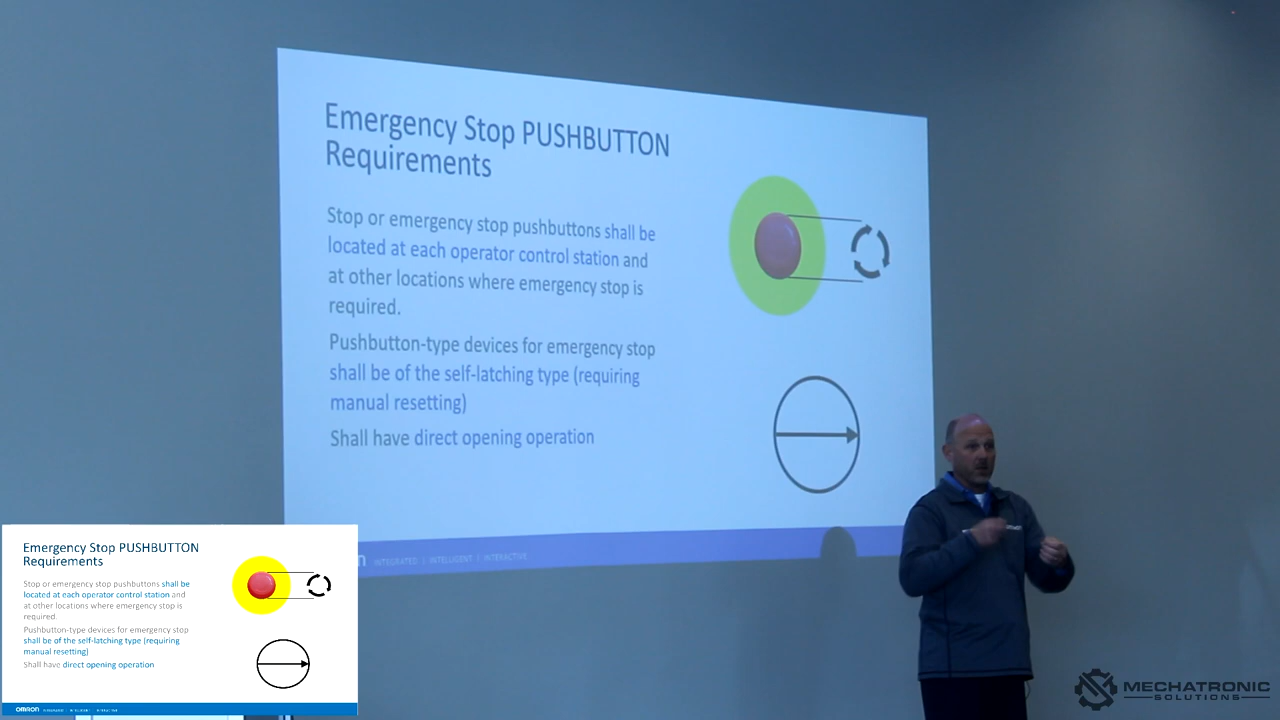 Emergency Stop PUSHBUTTON
Requirements
Stop or emergency stop pushbuttons shall be
located at each operator control station and
at other locations where emergency stop is
required.
Pushbutton-type devices for emergency stop
shall be of the self-latching type (requiring
manual resetting)
Shall have direct opening operation
INTEGRATED | INTELLIGENT | INTERACTIVE
Emergency Stop PUSHBUTTON
Requirements
Stop or emergency stop pushbuttons shall be
located at each operator control station and
at other locations where emergency stop is
required.
Pushbutton-type devices for emergency stop
shall be of the self-latching type (requiring
manual resetting)
Shall have direct opening operation
OMRON
MECHATRONIC
SOLUTIONS